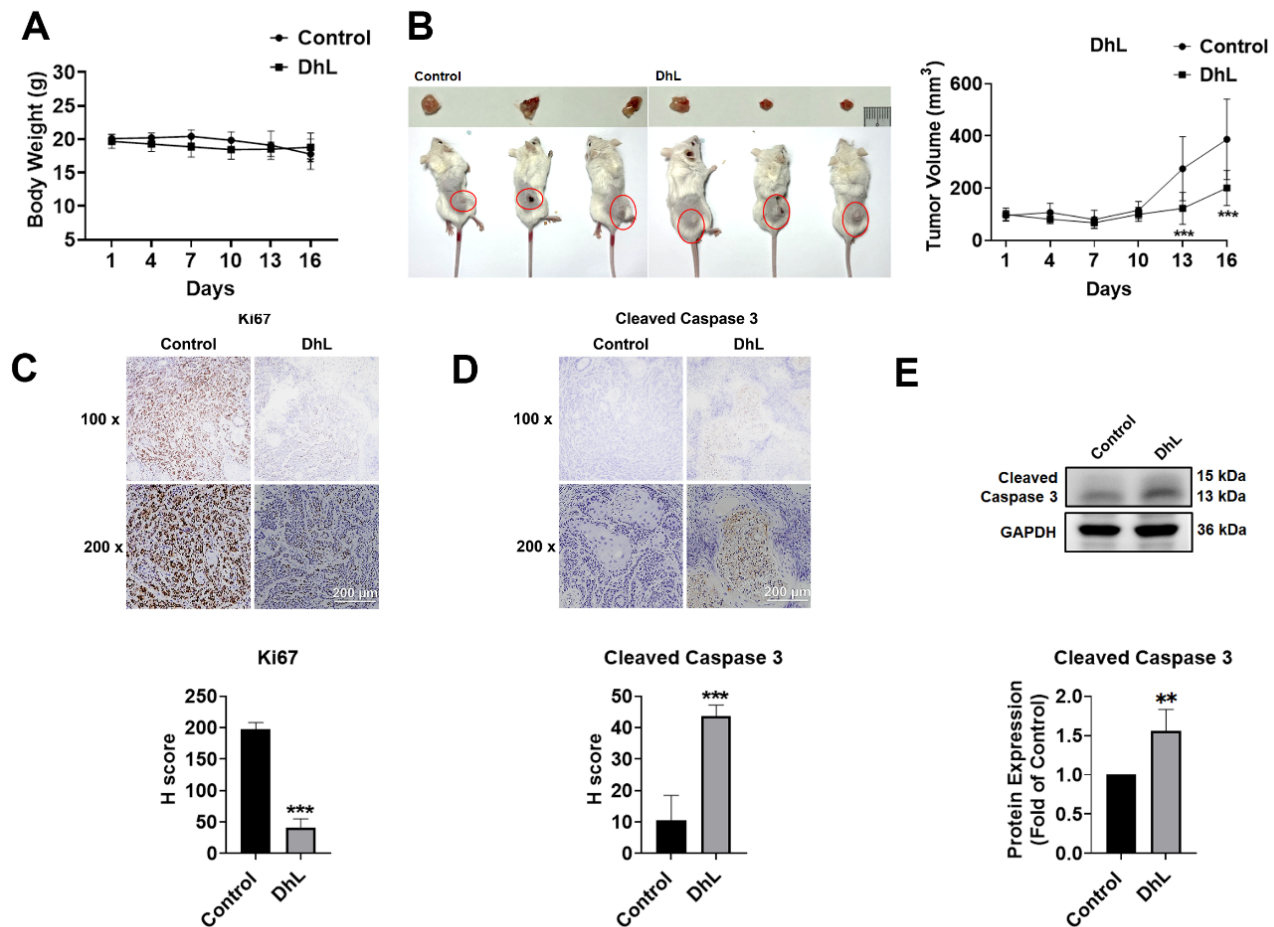 A
Control
DhL
Body Weight (g)
30
25
20
15
10
5
1 4 7 10 13 16
Days
B
Control DhL
DhL
Control
DhL
Tumor Volume (mm³)
600
400
200
0
***
***
1 4 7 10 13 16
Days
C
Ki67
Control DhL
100 x
200 x
200 μm
Ki67
H score
250
200
150
100
50
0
***
Control DhL
D
Cleaved Caspase 3
Control DhL
100 x
200 x
200 μm
Cleaved Caspase 3
H score
50
40
30
20
10
0
***
Control DhL
E
Control DhL
Cleaved
Caspase 3
15 kDa
13 kDa
GAPDH 36 kDa
Cleaved Caspase 3
Protein Expression
(Fold of Control)
2.0
1.5
1.0
0.5
0.0
**
Control DhL